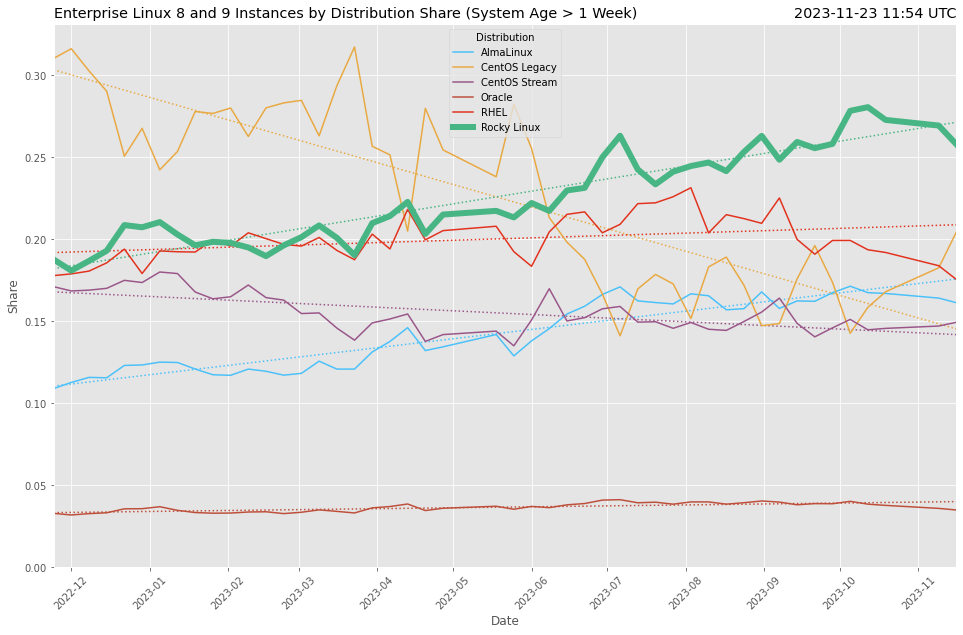 Enterprise Linux 8 and 9 Instances by Distribution Share (System Age > 1 Week)
2023-11-23 11:54 UTC
Distribution
AlmaLinux
CentOS Legacy
CentOS Stream
Oracle
RHEL
Rocky Linux
Share
0.30
0.25
0.20
0.15
0.10
0.05
0.00
2022-12
2023-01
2023-02
2023-03
2023-04
2023-05
2023-06
2023-07
2023-08
2023-09
2023-10
2023-11
Date